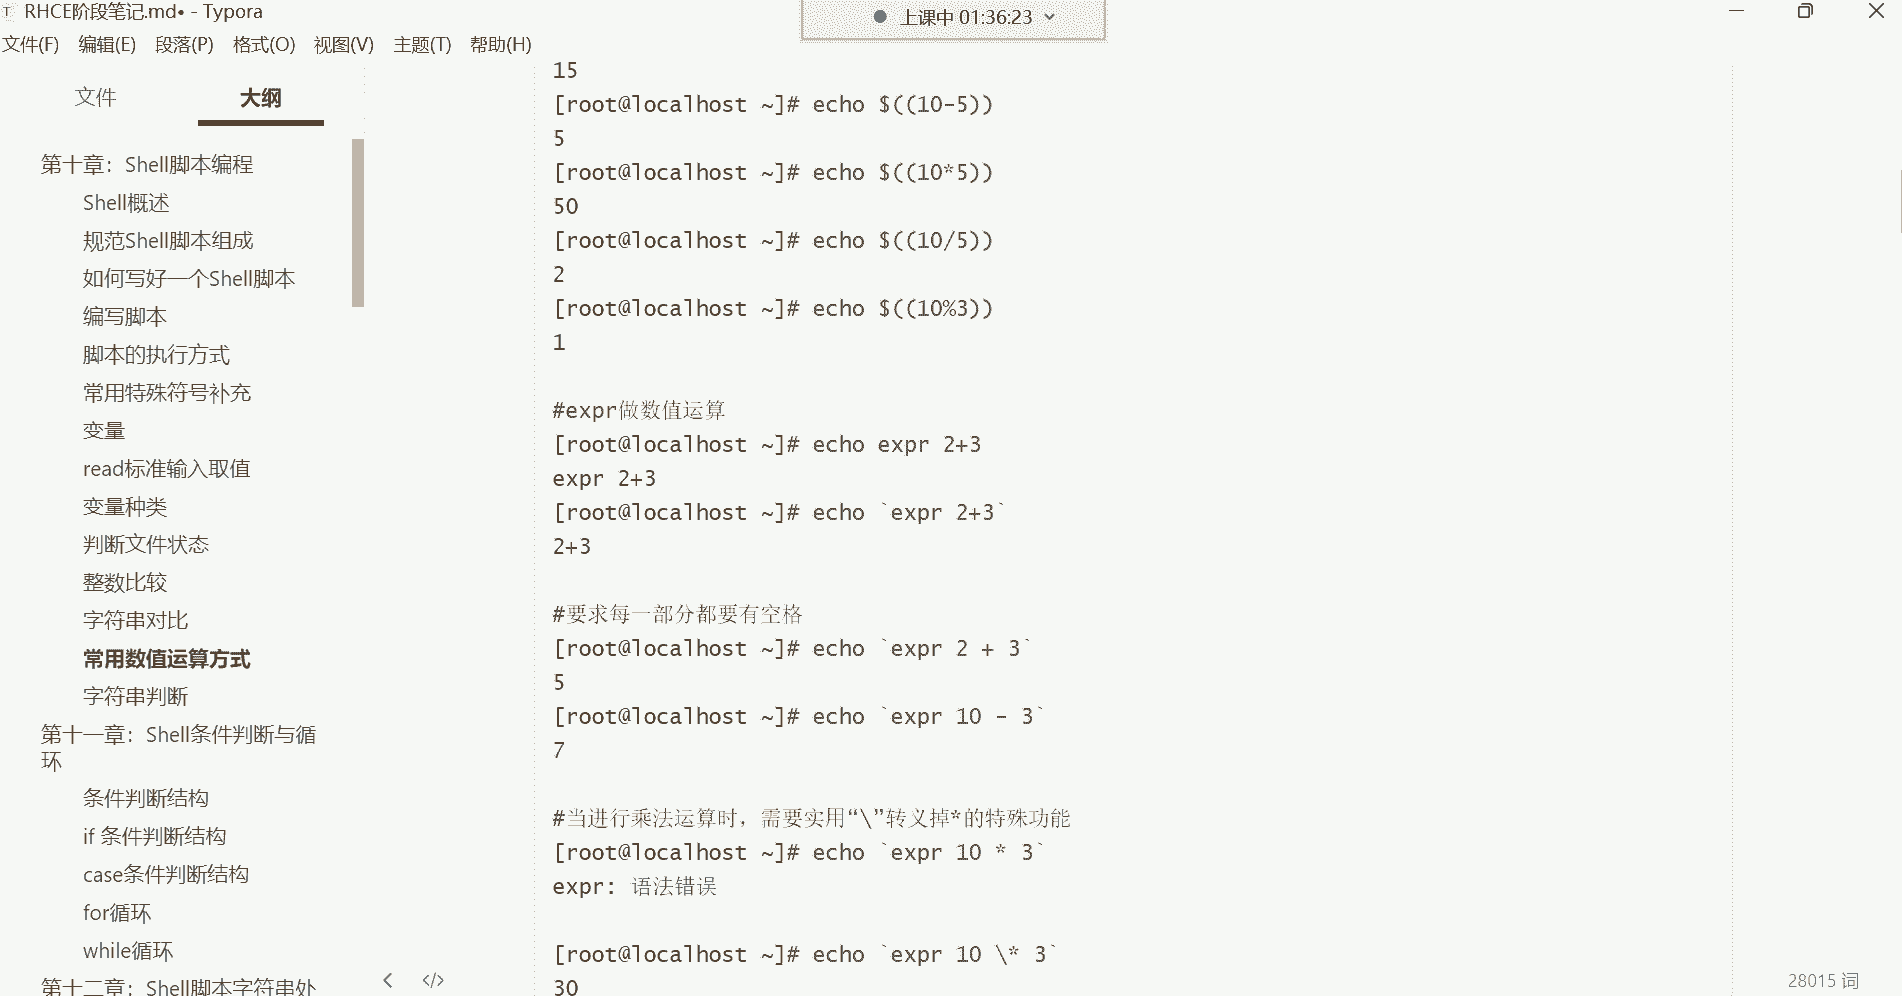 RHCE阶段笔记.md• - Typora
上课中 01:36:23
文件(F) 编辑(E) 段落(P) 格式(O) 视图(V) 主题(T) 帮助(H)
文件 大纲
第十章：Shell脚本编程
Shell概述
规范Shell脚本组成
如何写好一个Shell脚本
编写脚本
脚本的执行方式
常用特殊符号补充
变量
read标准输入取值
变量种类
判断文件状态
整数比较
字符串对比
常用数值运算方式
字符串判断
第十一章：Shell条件判断与循
环
条件判断结构
if 条件判断结构
case条件判断结构
for循环
while循环
第十二章：Shell脚本字符串处
15
[root@localhost ~]# echo $((10-5))
5
[root@localhost ~]# echo $((10*5))
50
[root@localhost ~]# echo $((10/5))
2
[root@localhost ~]# echo $((10%3))
1
#expr做数值运算
[root@localhost ~]# echo expr 2+3
expr 2+3
[root@localhost ~]# echo `expr 2+3`
2+3
#要求每一部分都要有空格
[root@localhost ~]# echo `expr 2 + 3`
5
[root@localhost ~]# echo `expr 10 - 3`
7
#当进行乘法运算时，需要实用“\”转义掉*的特殊功能
[root@localhost ~]# echo `expr 10 * 3`
expr: 语法错误
[root@localhost ~]# echo `expr 10 \* 3`
30
28015 词